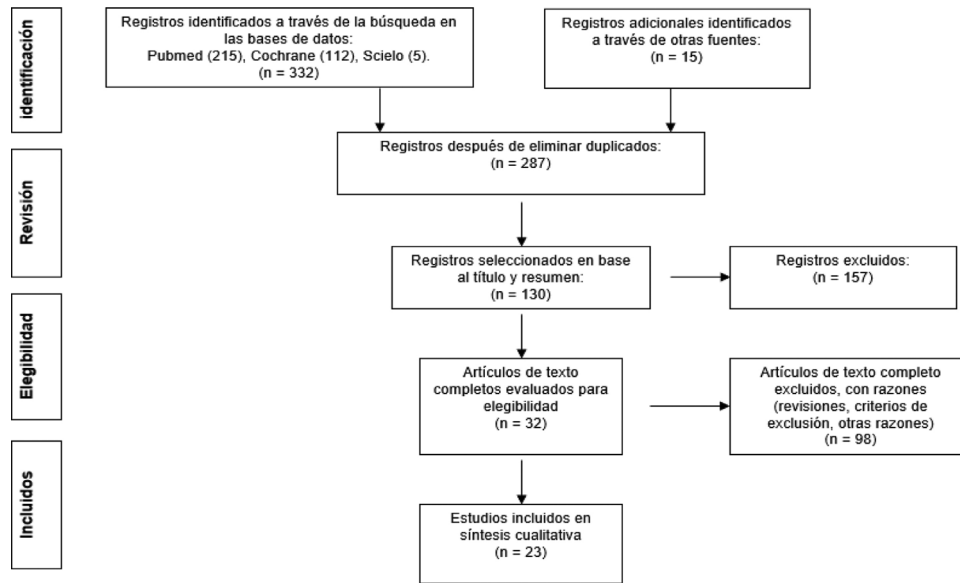 identificación
Registros identificados a través de la búsqueda en
las bases de datos:
Pubmed (215), Cochrane (112), Scielo (5).
(n = 332)
Registros adicionales identificados
a través de otras fuentes:
(n = 15)
Registros después de eliminar duplicados:
(n = 287)
Revisión
Registros seleccionados en base
al título y resumen:
(n = 130)
Registros excluidos:
(n = 157)
Elegibilidad
Artículos de texto
completos evaluados para
elegibilidad
(n = 32)
Artículos de texto completo
excluidos, con razones
(revisiones, criterios de
exclusión, otras razones)
(n = 98)
Incluidos
Estudios incluidos en
síntesis cualitativa
(n = 23)